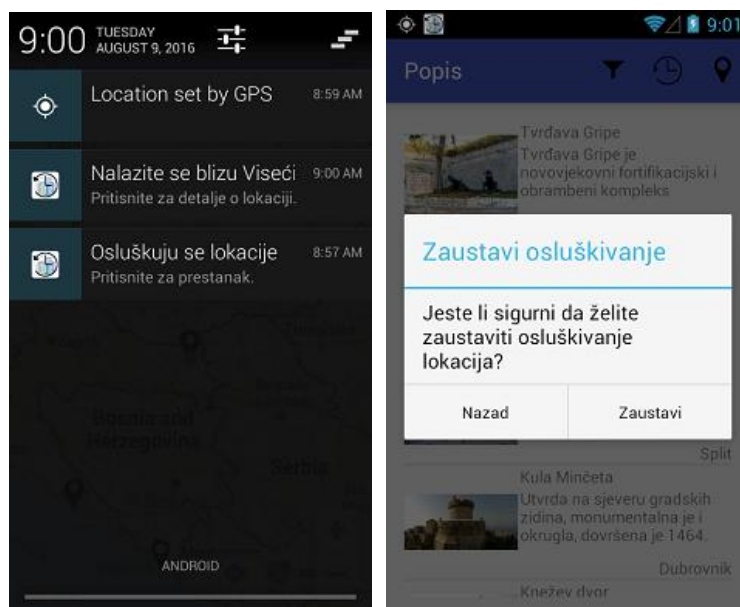 9:00 TUESDAY
AUGUST 9, 2016
Location set by GPS 8:59 AM
Nalazite se blizu Viseći 9:00 AM
Pritisnite za detalje o lokaciji.
Osluškuju se lokacije 8:57 AM
Pritisnite za prestanak.
Bosnia and
Herzegovina
Serbia
ANDROID
9:01
Popis
Tvrđava Gripe
Tvrđava Gripe je
novovjekovni fortifikacijski i
obrambeni kompleks
Zaustavi osluškivanje
Jeste li sigurni da želite
zaustaviti osluškivanje
lokacija?
Nazad Zaustavi
Split
Kula Minčeta
Utvrda na sjeveru gradskih
zidina, monumentalna je i
okrugla, dovršena je 1464.
Dubrovnik
Knežev dvor